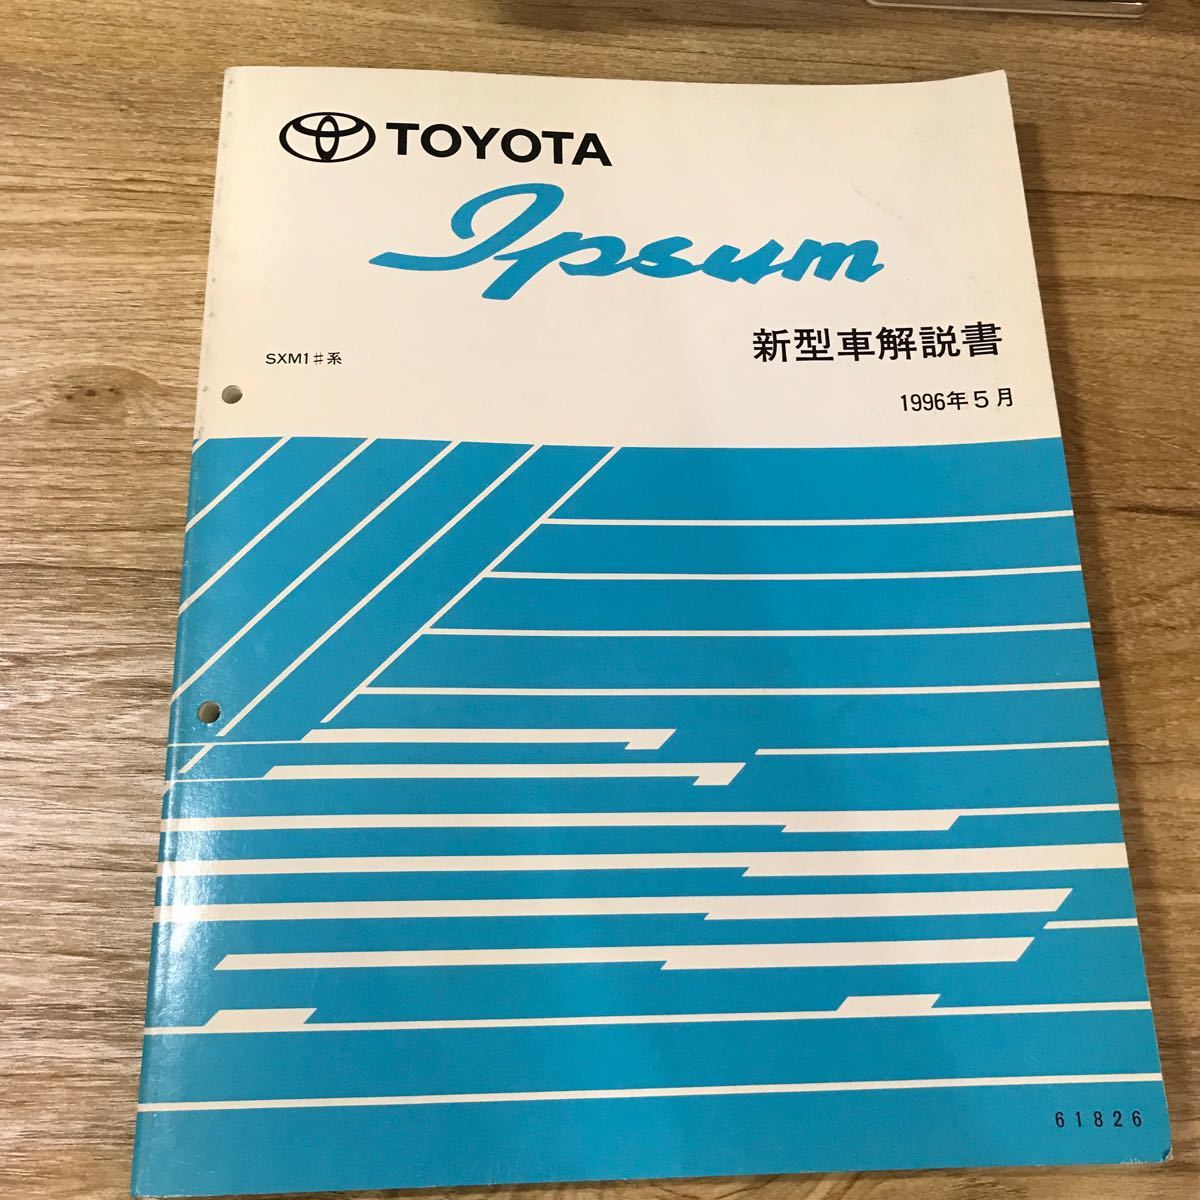 TOYOTA
Ipsum
新型車解説書
SXM1♯系
1996年5月
61826